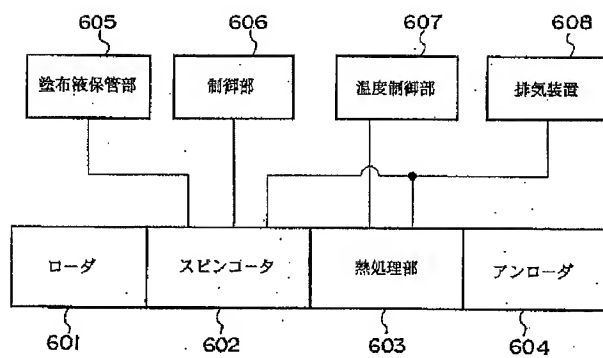 605 606 607 608
塗布液保管部 制御部 温度制御部 排気装置
ローダ スピンコータ 熱処理部 アンローダ
601 602 603 604